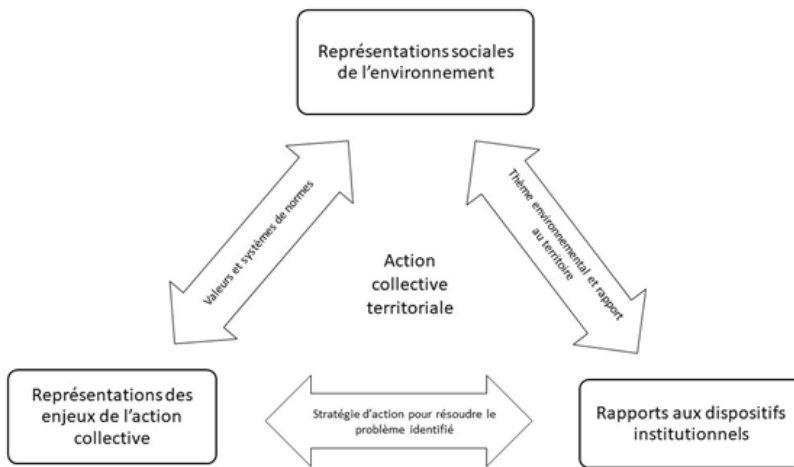 Représentations sociales
de l'environnement
Valeurs et systèmes de normes
Thème environnemental et rapport
au territoire
Action
collective
territoriale
Représentations des
enjeux de l'action
collective
Stratégie d'action pour résoudre le
problème identifié
Rapports aux dispositifs
institutionnels